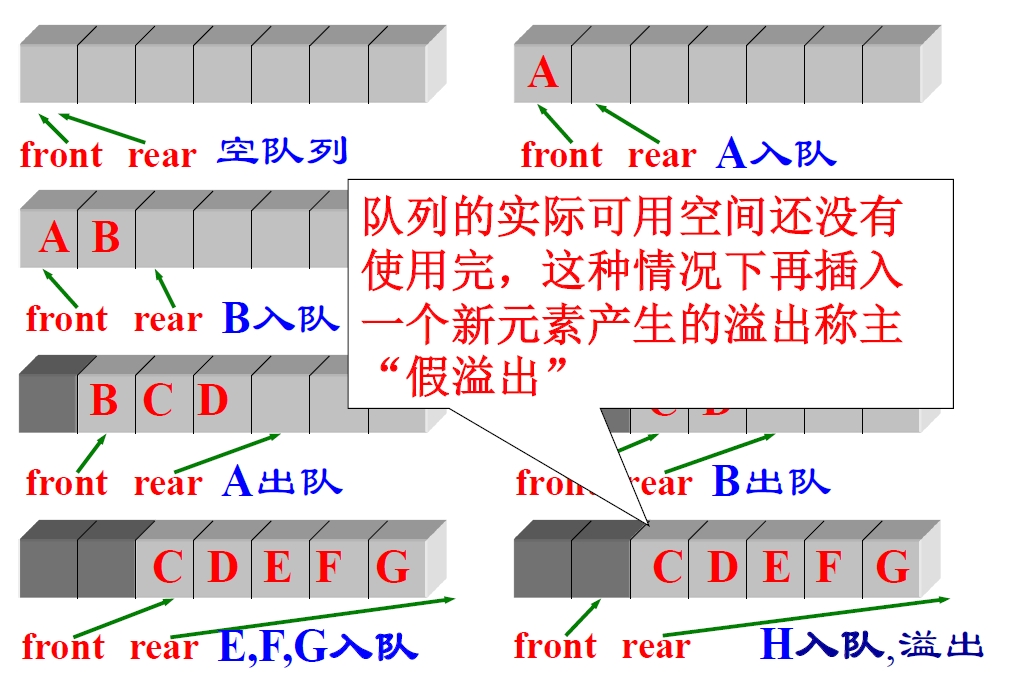 A
front rear 空队列
front rear A入队
A B
front rear B入队
队列的实际可用空间还没有
使用完，这种情况下再插入
一个新元素产生的溢出称主
“假溢出”
B C D
front rear A出队
front rear B出队
C D E F G
front rear E,F,G入队
C D E F G
front rear H入队,溢出